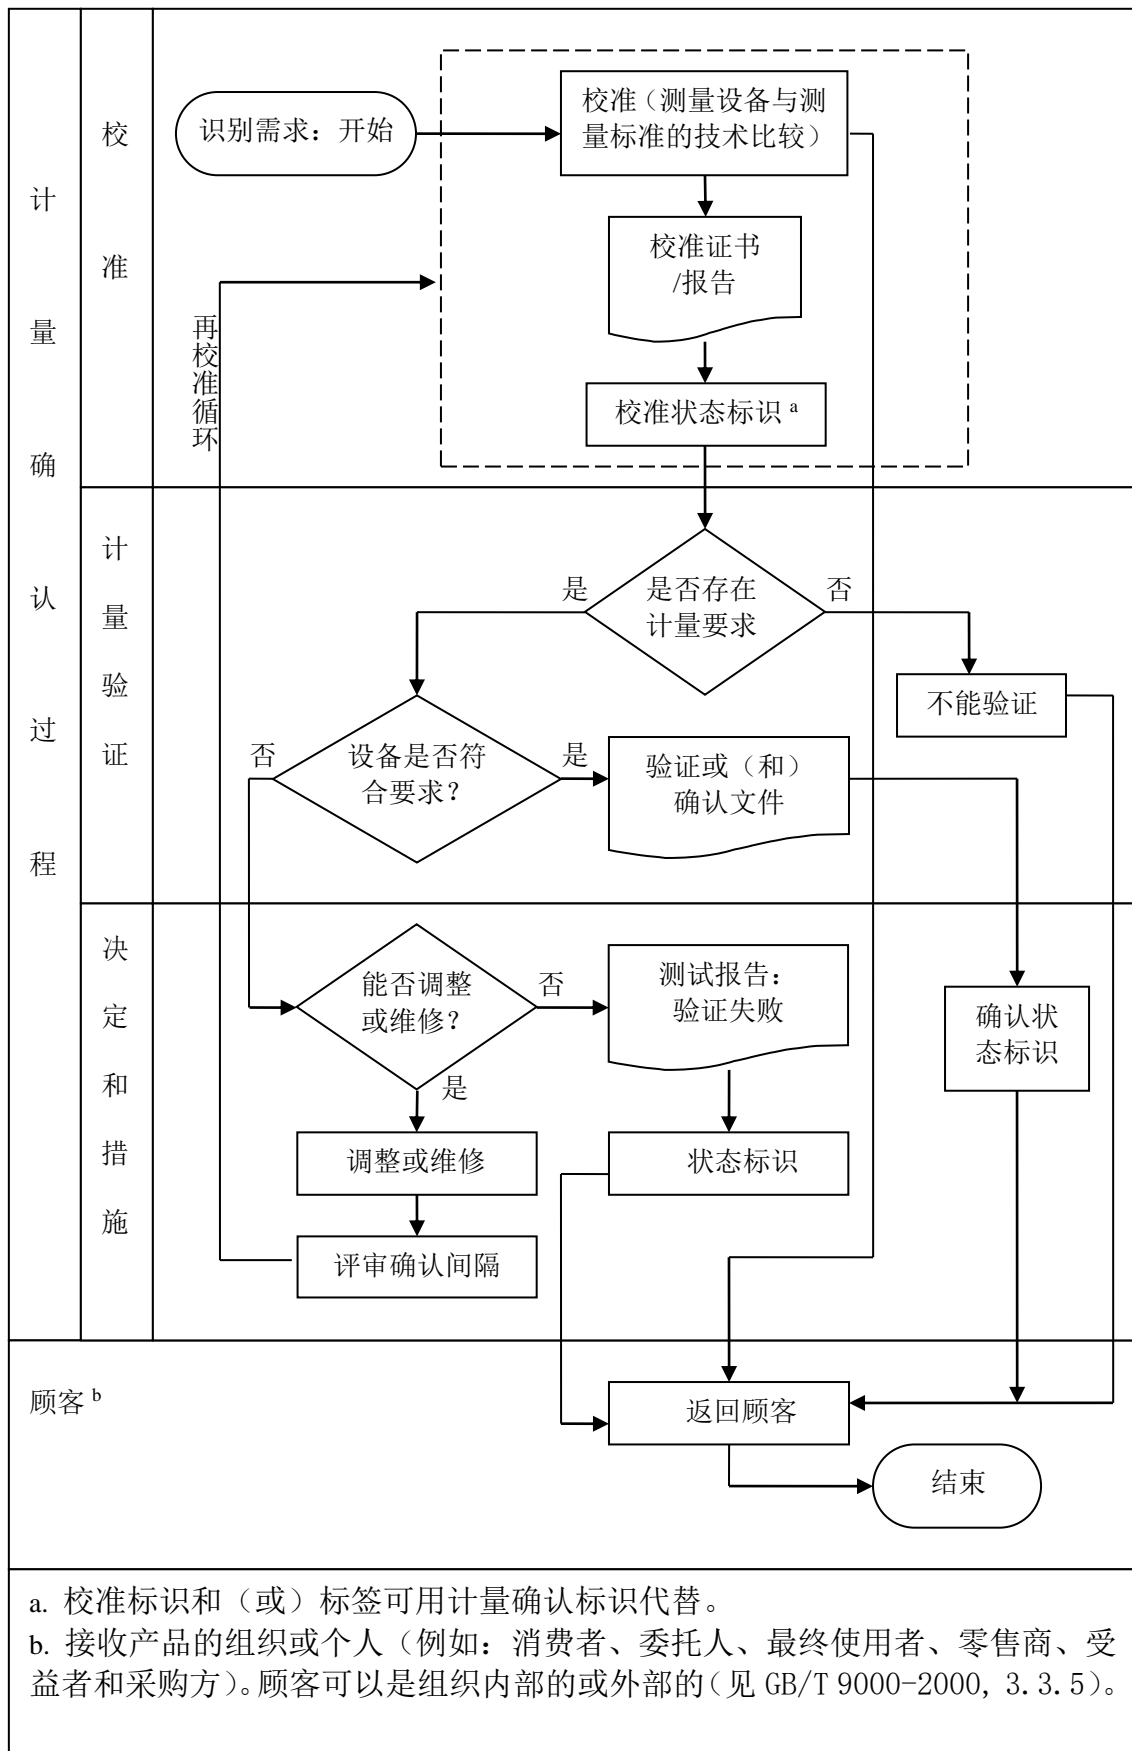 计量确认过程
校准
识别需求：开始
校准（测量设备与测
量标准的技术比较）
校准证书
/报告
校准状态标识 a
再校准循环
计量验证
是
是否存在
计量要求
否
不能验证
否
设备是否符
合要求？
是
验证或（和）
确认文件
决定和措施
能否调整
或维修？
否
是
测试报告：
验证失败
确认状
态标识
调整或维修
状态标识
评审确认间隔
顾客 b
返回顾客
结束
a. 校准标识和（或）标签可用计量确认标识代替。
b. 接收产品的组织或个人（例如：消费者、委托人、最终使用者、零售商、受
益者和采购方）。顾客可以是组织内部的或外部的（见 GB/T 9000-2000, 3.3.5）。